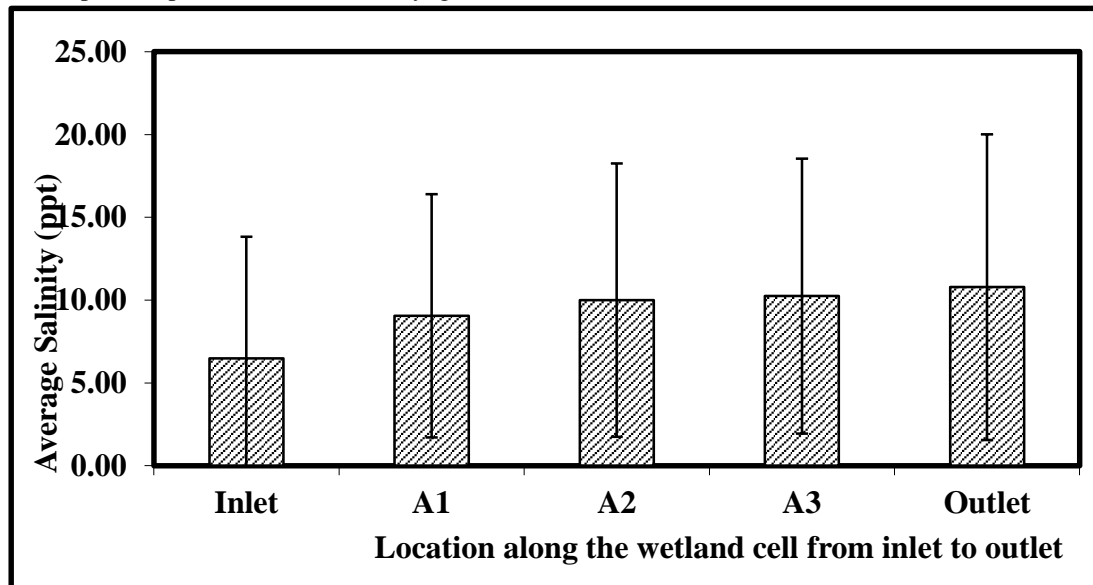 25.00
20.00
15.00
10.00
5.00
0.00
Average Salinity (ppt)
Inlet A1 A2 A3 Outlet
Location along the wetland cell from inlet to outlet